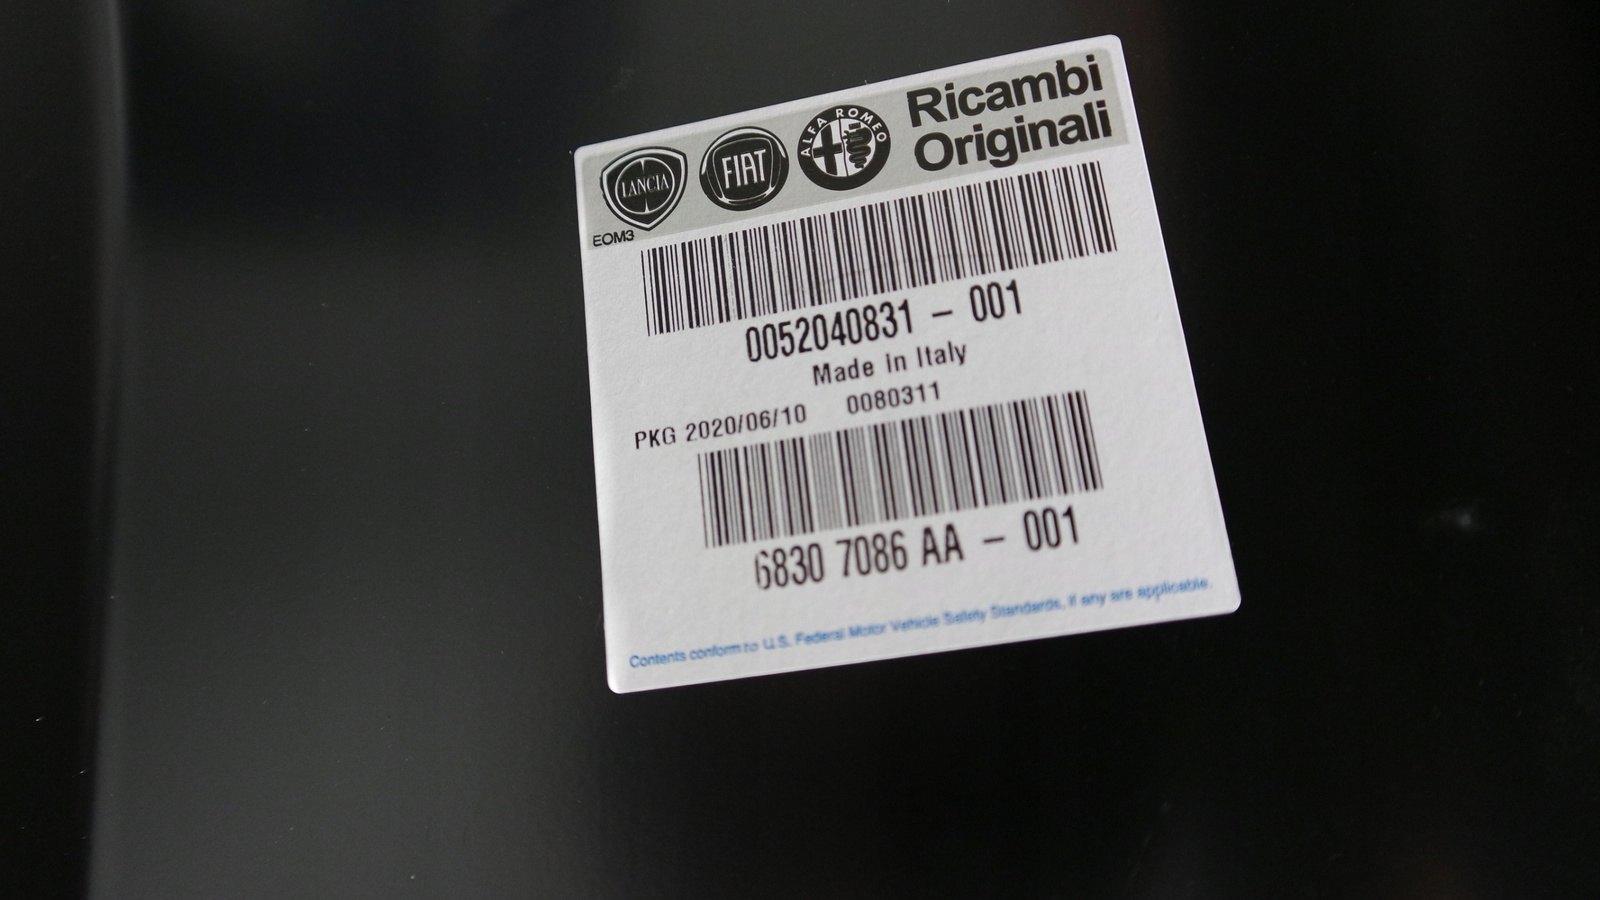 Ricambi
Originali
LANCIA
FIAT
ALFA ROMEO
EOM3
0052040831 – 001
Made in Italy
PKG 2020/06/10 0080311
6830 7086 AA – 001
Contents conform to U.S. Federal Motor Vehicle Safety Standards, if any are applicable.